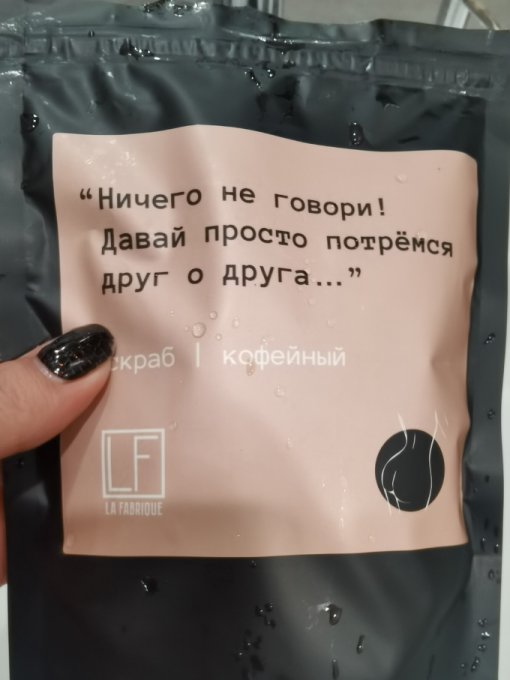 “Ничего не говори!
Давай просто потрёмся
друг о друга...”
скраб | кофейный
LF
LA FABRIQUE